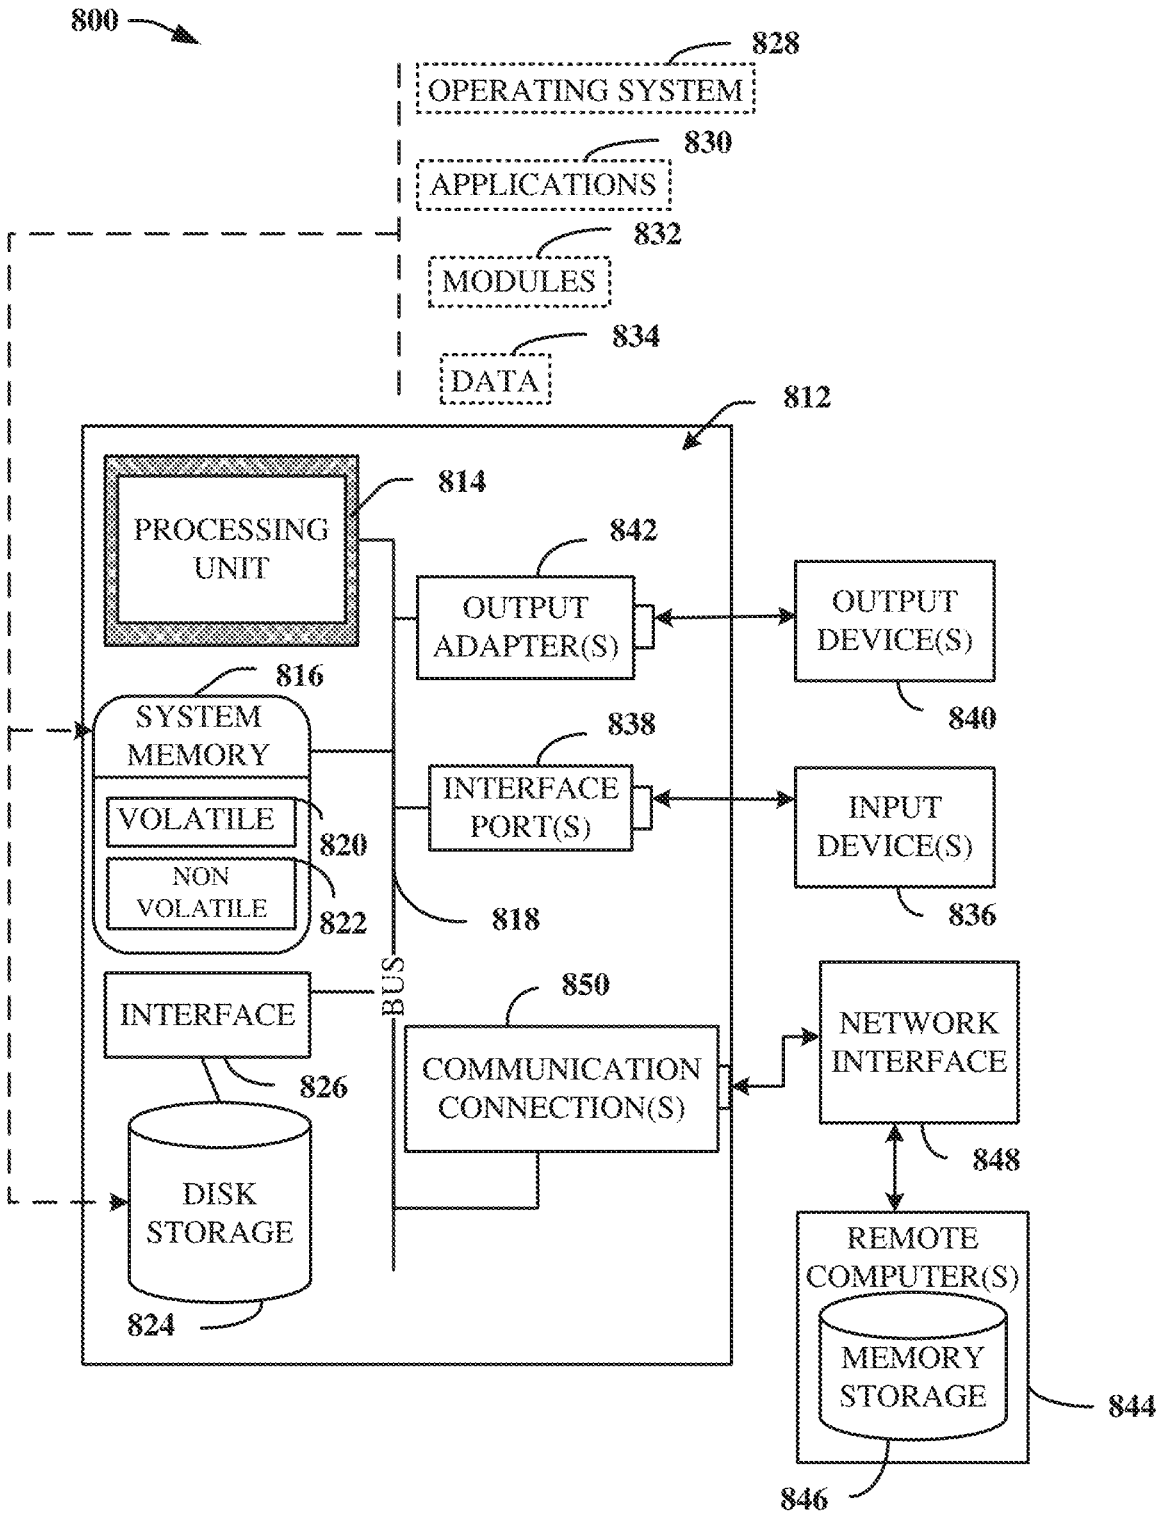 800
828
OPERATING SYSTEM
830
APPLICATIONS
832
MODULES
834
DATA
812
814
PROCESSING
UNIT
842
OUTPUT
ADAPTER(S)
OUTPUT
DEVICE(S)
840
816
SYSTEM
MEMORY
838
INTERFACE
PORT(S)
INPUT
DEVICE(S)
836
VOLATILE
820
NON
VOLATILE
822
818
BUS
INTERFACE
826
850
COMMUNICATION
CONNECTION(S)
NETWORK
INTERFACE
848
DISK
STORAGE
824
REMOTE
COMPUTER(S)
MEMORY
STORAGE
844
846